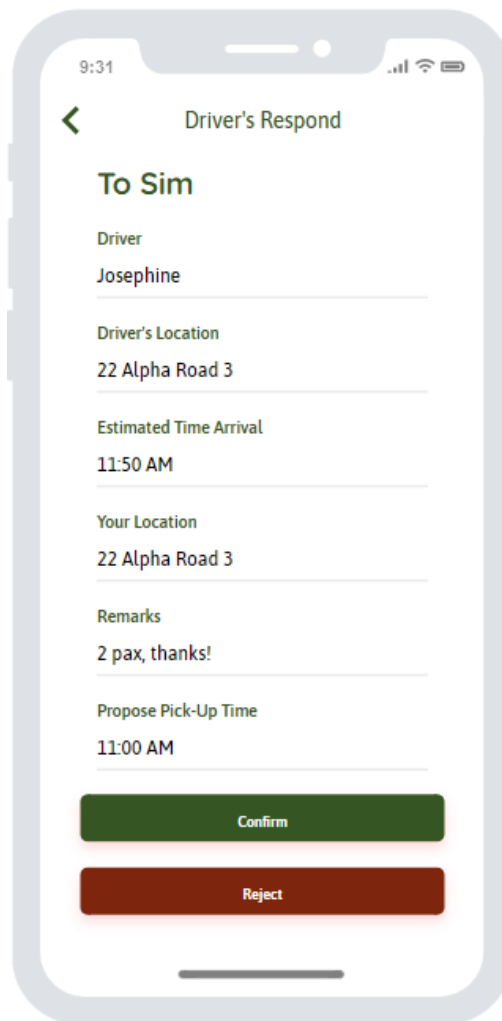 9:31
Driver's Respond
To Sim
Driver
Josephine
Driver's Location
22 Alpha Road 3
Estimated Time Arrival
11:50 AM
Your Location
22 Alpha Road 3
Remarks
2 pax, thanks!
Propose Pick-Up Time
11:00 AM
Confirm
Reject